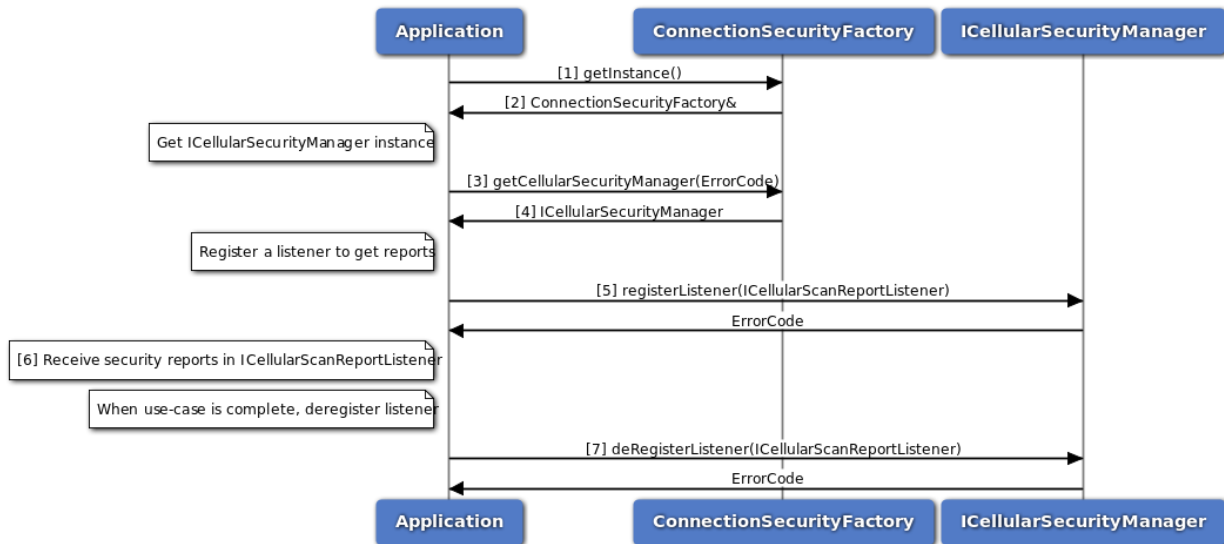 Application ConnectionSecurityFactory ICellularSecurityManager
[1] getInstance()
[2] ConnectionSecurityFactory&
Get ICellularSecurityManager instance
[3] getCellularSecurityManager(ErrorCode)
[4] ICellularSecurityManager
Register a listener to get reports
[5] registerListener(ICellularScanReportListener)
ErrorCode
[6] Receive security reports in ICellularScanReportListener
When use-case is complete, deregister listener
[7] deRegisterListener(ICellularScanReportListener)
ErrorCode
Application ConnectionSecurityFactory ICellularSecurityManager